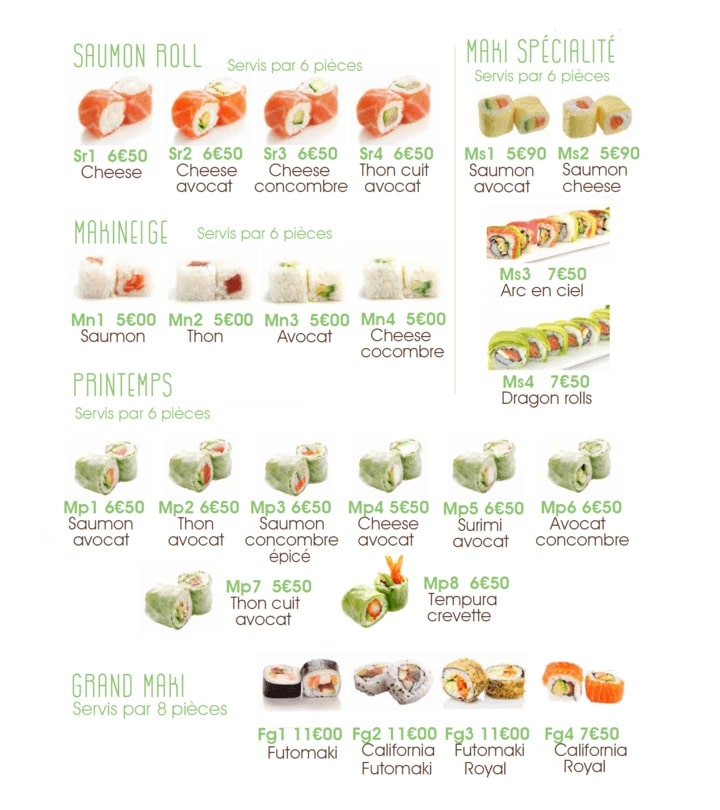 SAUMON ROLL
Servis par 6 pièces
Sr1 6€50
Cheese
Sr2 6€50
Cheese
avocat
Sr3 6€50
Cheese
concombre
Sr4 6€50
Thon cuit
avocat
MAKI SPÉCIALITÉ
Servis par 6 pièces
Ms1 5€90
Saumon
avocat
Ms2 5€90
Saumon
cheese
Ms3 7€50
Arc en ciel
Ms4 7€50
Dragon rolls
MAKINEIGE
Servis par 6 pièces
Mn1 5€00
Saumon
Mn2 5€00
Thon
Mn3 5€00
Avocat
Mn4 5€00
Cheese
cocombre
PRINTEMPS
Servis par 6 pièces
Mp1 6€50
Saumon
avocat
Mp2 6€50
Thon
avocat
Mp3 6€50
Saumon
concombre
épicé
Mp4 5€50
Cheese
avocat
Mp5 6€50
Surimi
avocat
Mp6 6€50
Avocat
concombre
Mp7 5€50
Thon cuit
avocat
Mp8 6€50
Tempura
crevette
GRAND MAKI
Servis par 8 pièces
Fg1 11€00
Futomaki
Fg2 11€00
California
Futomaki
Fg3 11€00
Futomaki
Royal
Fg4 7€50
California
Royal